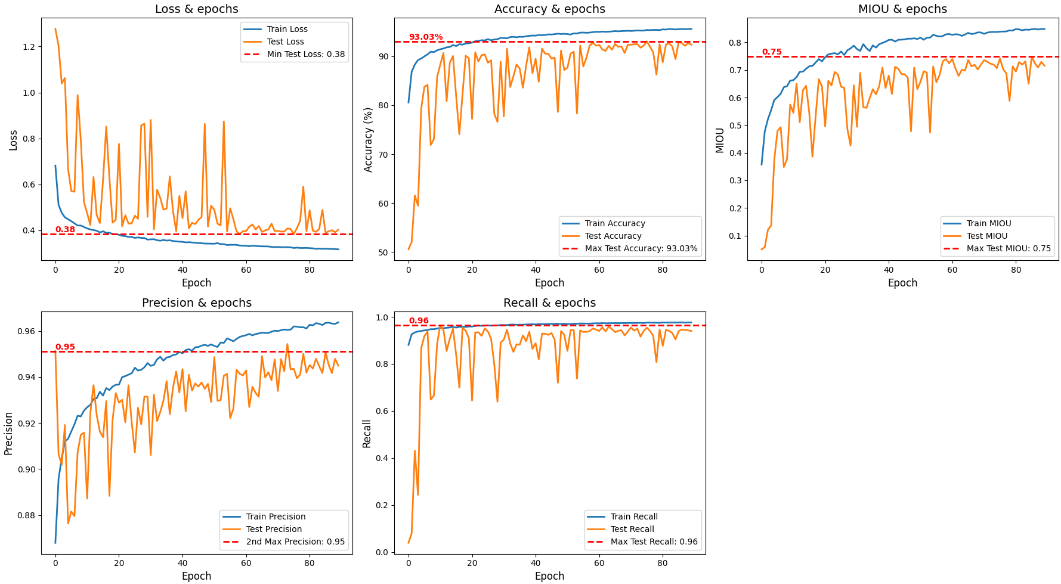 Loss & epochs
1.2
1.0
0.8
0.6
0.4
Loss
0.38
Train Loss
Test Loss
Min Test Loss: 0.38
0
20
40
60
80
Epoch
Accuracy & epochs
90
80
70
60
50
Accuracy (%)
93.03%
Train Accuracy
Test Accuracy
Max Test Accuracy: 93.03%
0
20
40
60
80
Epoch
MIOU & epochs
0.8
0.7
0.6
0.5
0.4
0.3
0.2
0.1
MIOU
0.75
Train MIOU
Test MIOU
Max Test MIOU: 0.75
0
20
40
60
80
Epoch
Precision & epochs
0.96
0.94
0.92
0.90
0.88
Precision
0.95
Train Precision
Test Precision
2nd Max Precision: 0.95
0
20
40
60
80
Epoch
Recall & epochs
1.0
0.8
0.6
0.4
0.2
0.0
Recall
0.96
Train Recall
Test Recall
Max Test Recall: 0.96
0
20
40
60
80
Epoch